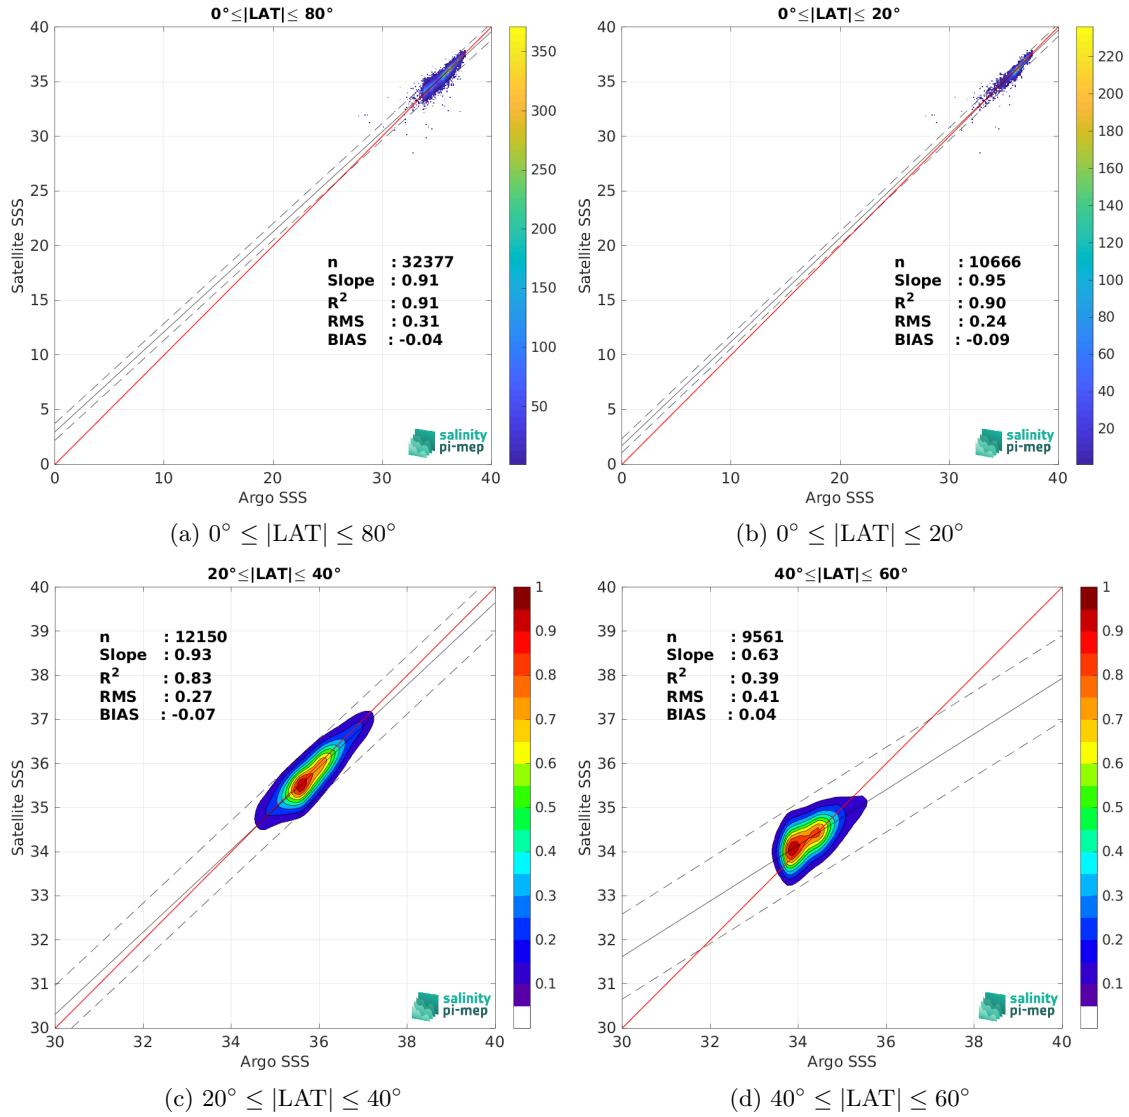 0°≤|LAT|≤ 80°
40
35
30
25
20
15
10
5
0
0
10
20
30
40
Satellite SSS
Argo SSS
n : 32377
Slope : 0.91
R² : 0.91
RMS : 0.31
BIAS : -0.04
salinity
pi-mep
350
300
250
200
150
100
50
(a) 0° ≤ |LAT| ≤ 80°
0°≤|LAT|≤ 20°
40
35
30
25
20
15
10
5
0
0
10
20
30
40
Satellite SSS
Argo SSS
n : 10666
Slope : 0.95
R² : 0.90
RMS : 0.24
BIAS : -0.09
salinity
pi-mep
220
200
180
160
140
120
100
80
60
40
20
(b) 0° ≤ |LAT| ≤ 20°
20°≤|LAT|≤ 40°
40
39
38
37
36
35
34
33
32
31
30
30
32
34
36
38
40
Satellite SSS
Argo SSS
n : 12150
Slope : 0.93
R² : 0.83
RMS : 0.27
BIAS : -0.07
salinity
pi-mep
1
0.9
0.8
0.7
0.6
0.5
0.4
0.3
0.2
0.1
(c) 20° ≤ |LAT| ≤ 40°
40°≤|LAT|≤ 60°
40
39
38
37
36
35
34
33
32
31
30
30
32
34
36
38
40
Satellite SSS
Argo SSS
n : 9561
Slope : 0.63
R² : 0.39
RMS : 0.41
BIAS : 0.04
salinity
pi-mep
1
0.9
0.8
0.7
0.6
0.5
0.4
0.3
0.2
0.1
(d) 40° ≤ |LAT| ≤ 60°